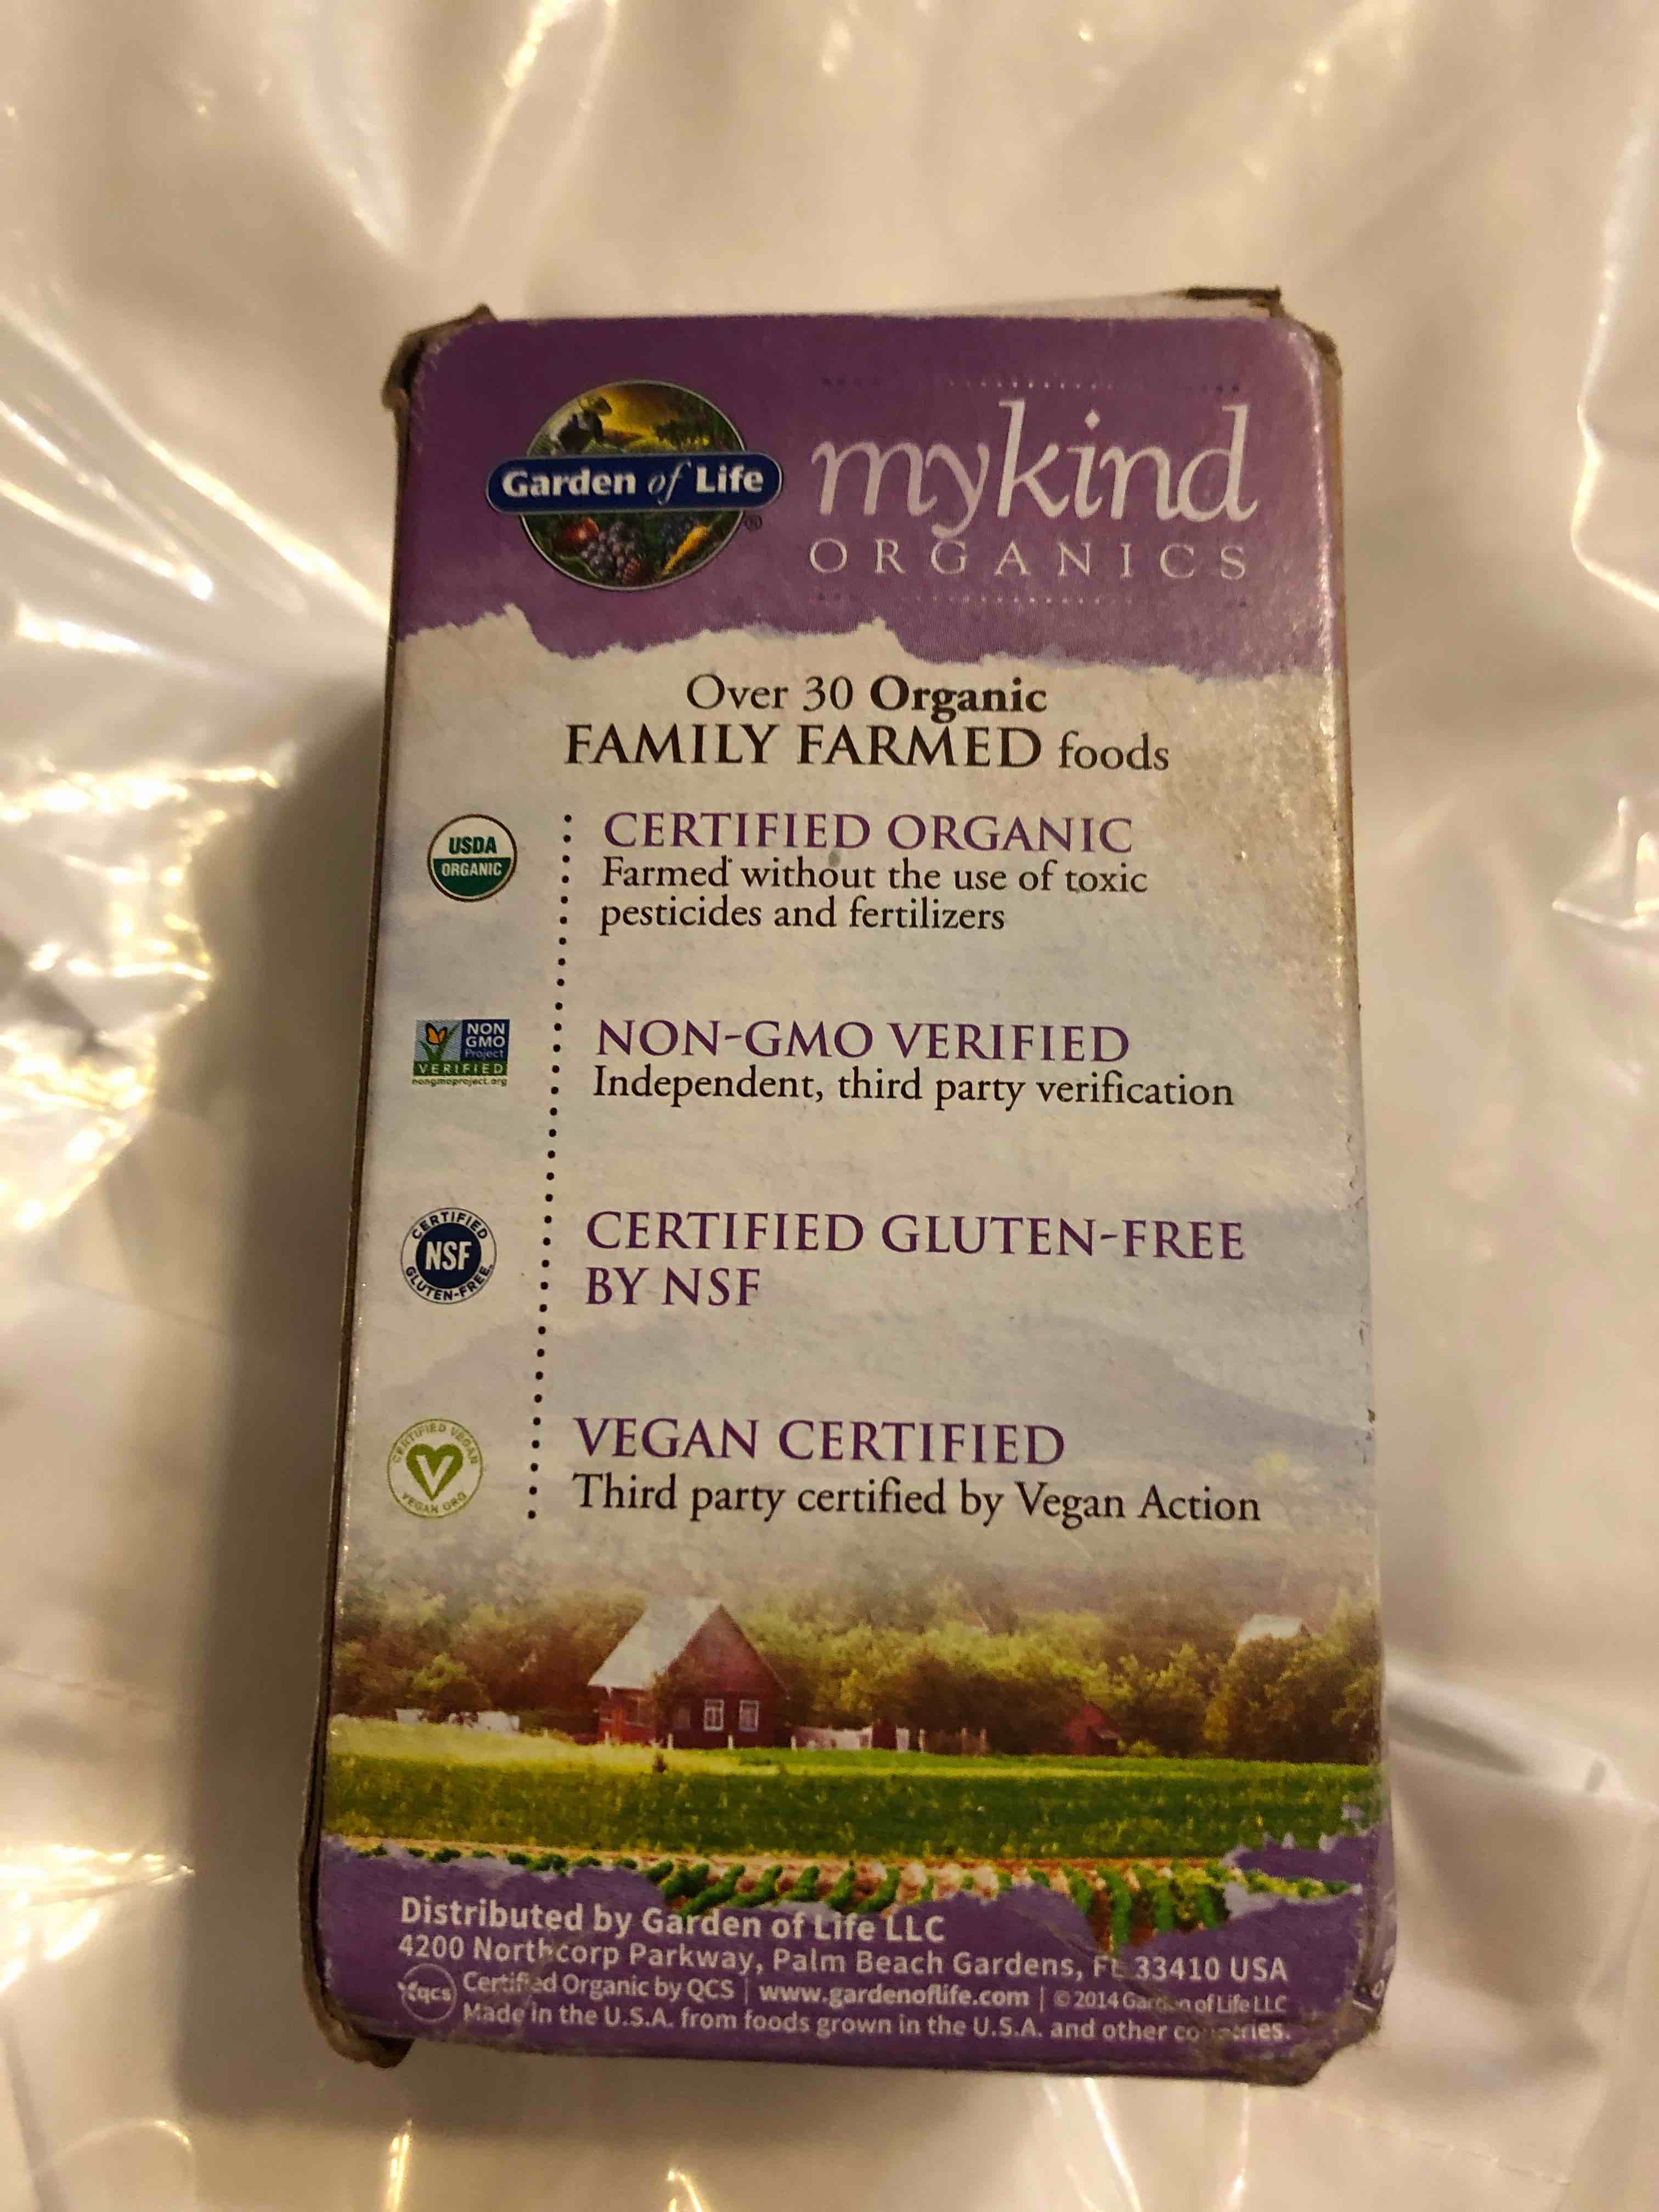 Garden of Life
®
mykind
ORGANICS
Over 30 Organic
FAMILY FARMED foods
USDA
ORGANIC
CERTIFIED ORGANIC
Farmed without the use of toxic
pesticides and fertilizers
NON
GMO
Project
VERIFIED
nongmoproject.org
NON-GMO VERIFIED
Independent, third party verification
CERTIFIED
NSF
GLUTEN-FREE
CERTIFIED GLUTEN-FREE
BY NSF
CERTIFIED VEGAN
V
VEGAN.ORG
VEGAN CERTIFIED
Third party certified by Vegan Action
Distributed by Garden of Life LLC
4200 Northcorp Parkway, Palm Beach Gardens, FL 33410 USA
qcs Certified Organic by QCS | www.gardenoflife.com | © 2014 Garden of Life LLC
Made in the U.S.A. from foods grown in the U.S.A. and other countries.